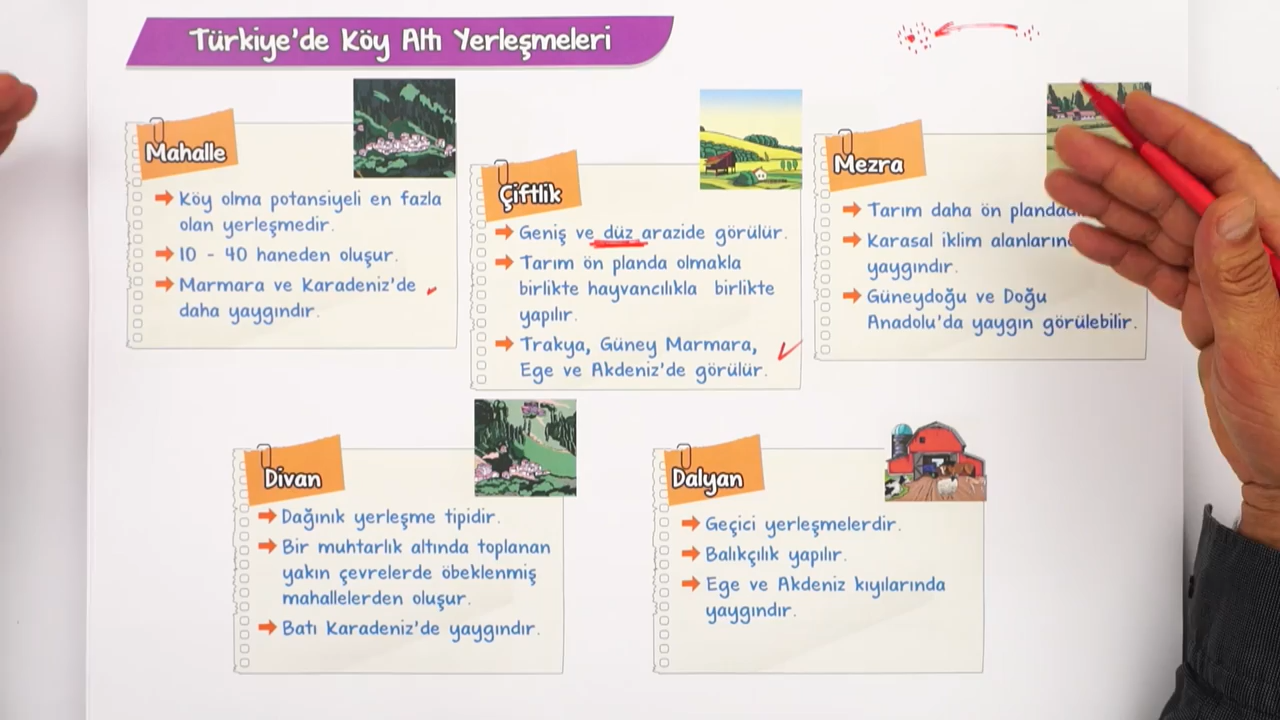 Türkiye'de Köy Altı Yerleşmeleri
Mahalle
Köy olma potansiyeli en fazla
olan yerleşmedir.
10 - 40 haneden oluşur.
Marmara ve Karadeniz'de
daha yaygındır.
Çiftlik
Geniş ve düz arazide görülür.
Tarım ön planda olmakla
birlikte hayvancılıkla birlikte
yapılır.
Trakya, Güney Marmara,
Ege ve Akdeniz'de görülür.
Mezra
Tarım daha ön
Karasal iklim
yaygındır.
Güneydoğu ve Doğu
Anadolu'da yaygın görülebilir.
Divan
Dağınık yerleşme tipidir.
Bir muhtarlık altında toplanan
yakın çevrelerde öbeklenmiş
mahallelerden oluşur.
Batı Karadeniz'de yaygındır.
Dalyan
Geçici yerleşmelerdir.
Balıkçılık yapılır.
Ege ve Akdeniz kıyılarında
yaygındır.